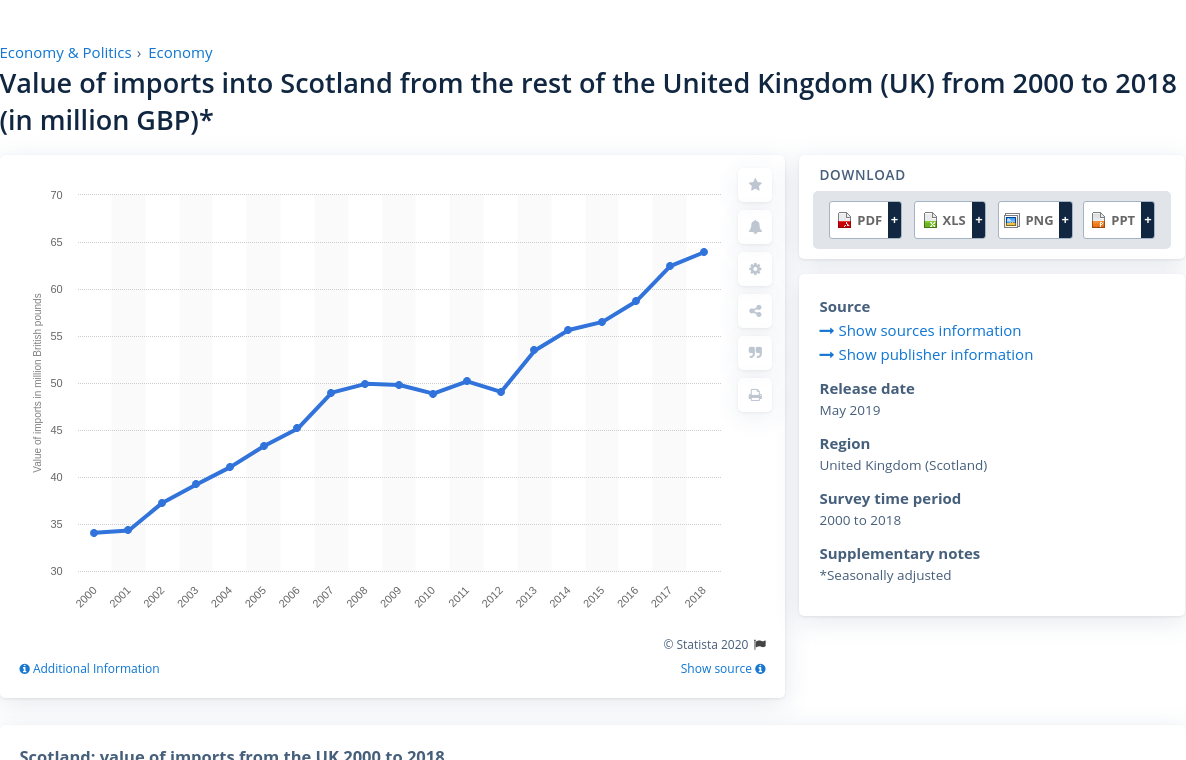 Economy & Politics › Economy
Value of imports into Scotland from the rest of the United Kingdom (UK) from 2000 to 2018
(in million GBP)*
70
65
60
55
50
45
40
35
30
Value of imports in million British pounds
2000
2001
2002
2003
2004
2005
2006
2007
2008
2009
2010
2011
2012
2013
2014
2015
2016
2017
2018
© Statista 2020
Additional Information
Show source
DOWNLOAD
PDF +
XLS +
PNG +
PPT +
Source
Show sources information
Show publisher information
Release date
May 2019
Region
United Kingdom (Scotland)
Survey time period
2000 to 2018
Supplementary notes
*Seasonally adjusted
Scotland: value of imports from the UK 2000 to 2018